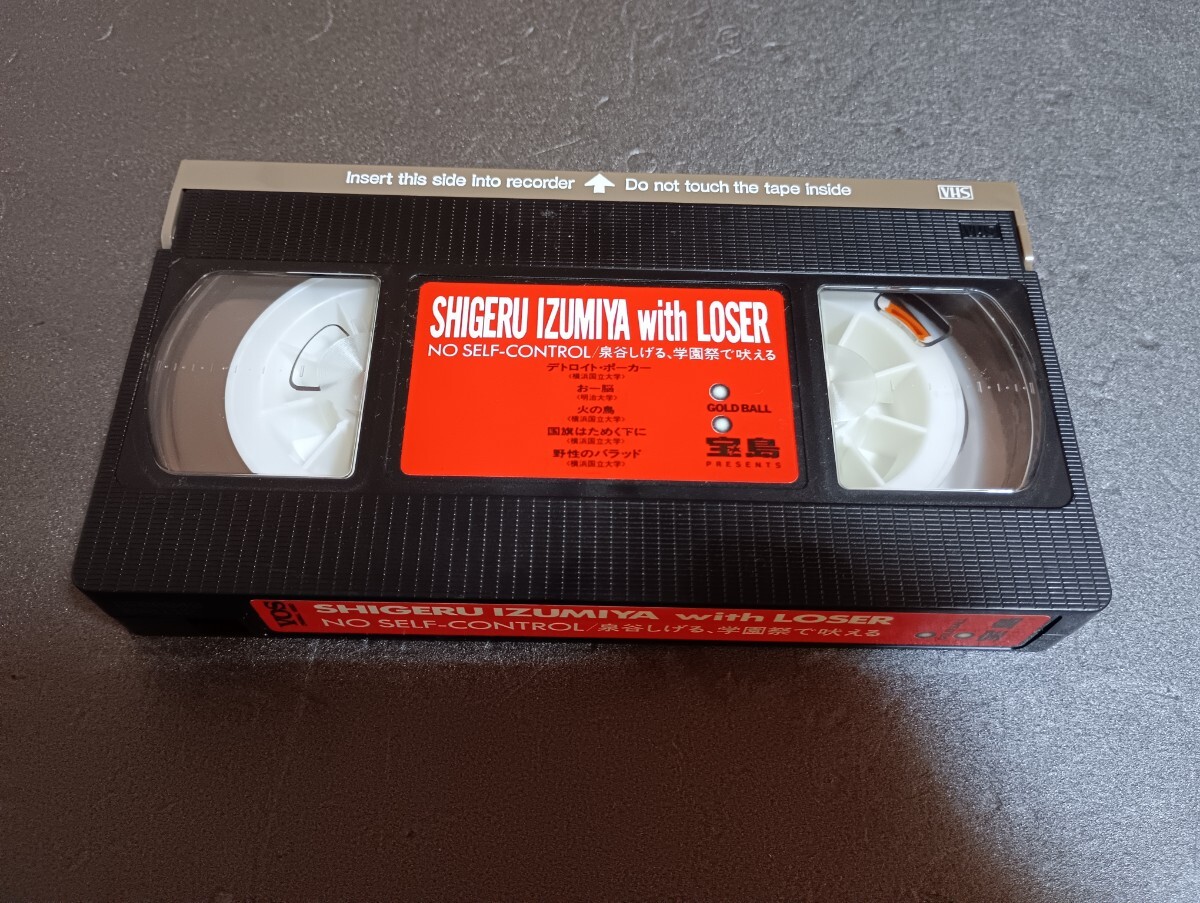 Insert this side into recorder Do not touch the tape inside
VHS
SHIGERU IZUMIYA with LOSER
NO SELF-CONTROL/泉谷しげる、学園祭で吠える
デトロイト・ポーカー
(横浜国立大学)
おー脳
(明治大学)
火の鳥
(横浜国立大学)
国旗はためく下に
(横浜国立大学)
野性のバラッド
(横浜国立大学)
GOLD BALL
宝島
PRESENTS
SHIGERU IZUMIYA with LOSER
NO SELF-CONTROL/泉谷しげる、学園祭で吠える